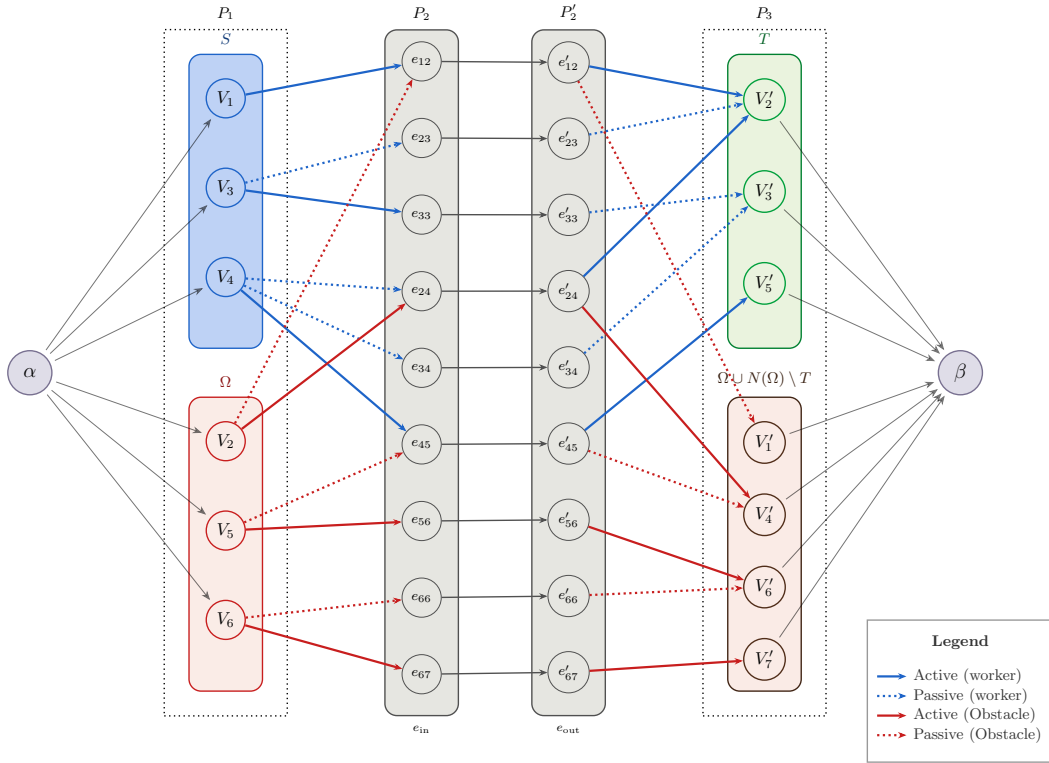 P₁ P₂ P′₂ P₃
S T
V₁ e₁₂ e′₁₂ V′₂
e₂₃ e′₂₃
V₃ e₃₃ e′₃₃ V′₃
V₄ e₂₄ e′₂₄ V′₅
α e₃₄ e′₃₄ β
Ω Ω ∪ N(Ω) \ T
V₂ e₄₅ e′₄₅ V′₁
V₅ e₅₆ e′₅₆ V′₄
V₆ e₆₆ e′₆₆ V′₆
e₆₇ e′₆₇ V′₇
e_in e_out
Legend
Active (worker)
Passive (worker)
Active (Obstacle)
Passive (Obstacle)